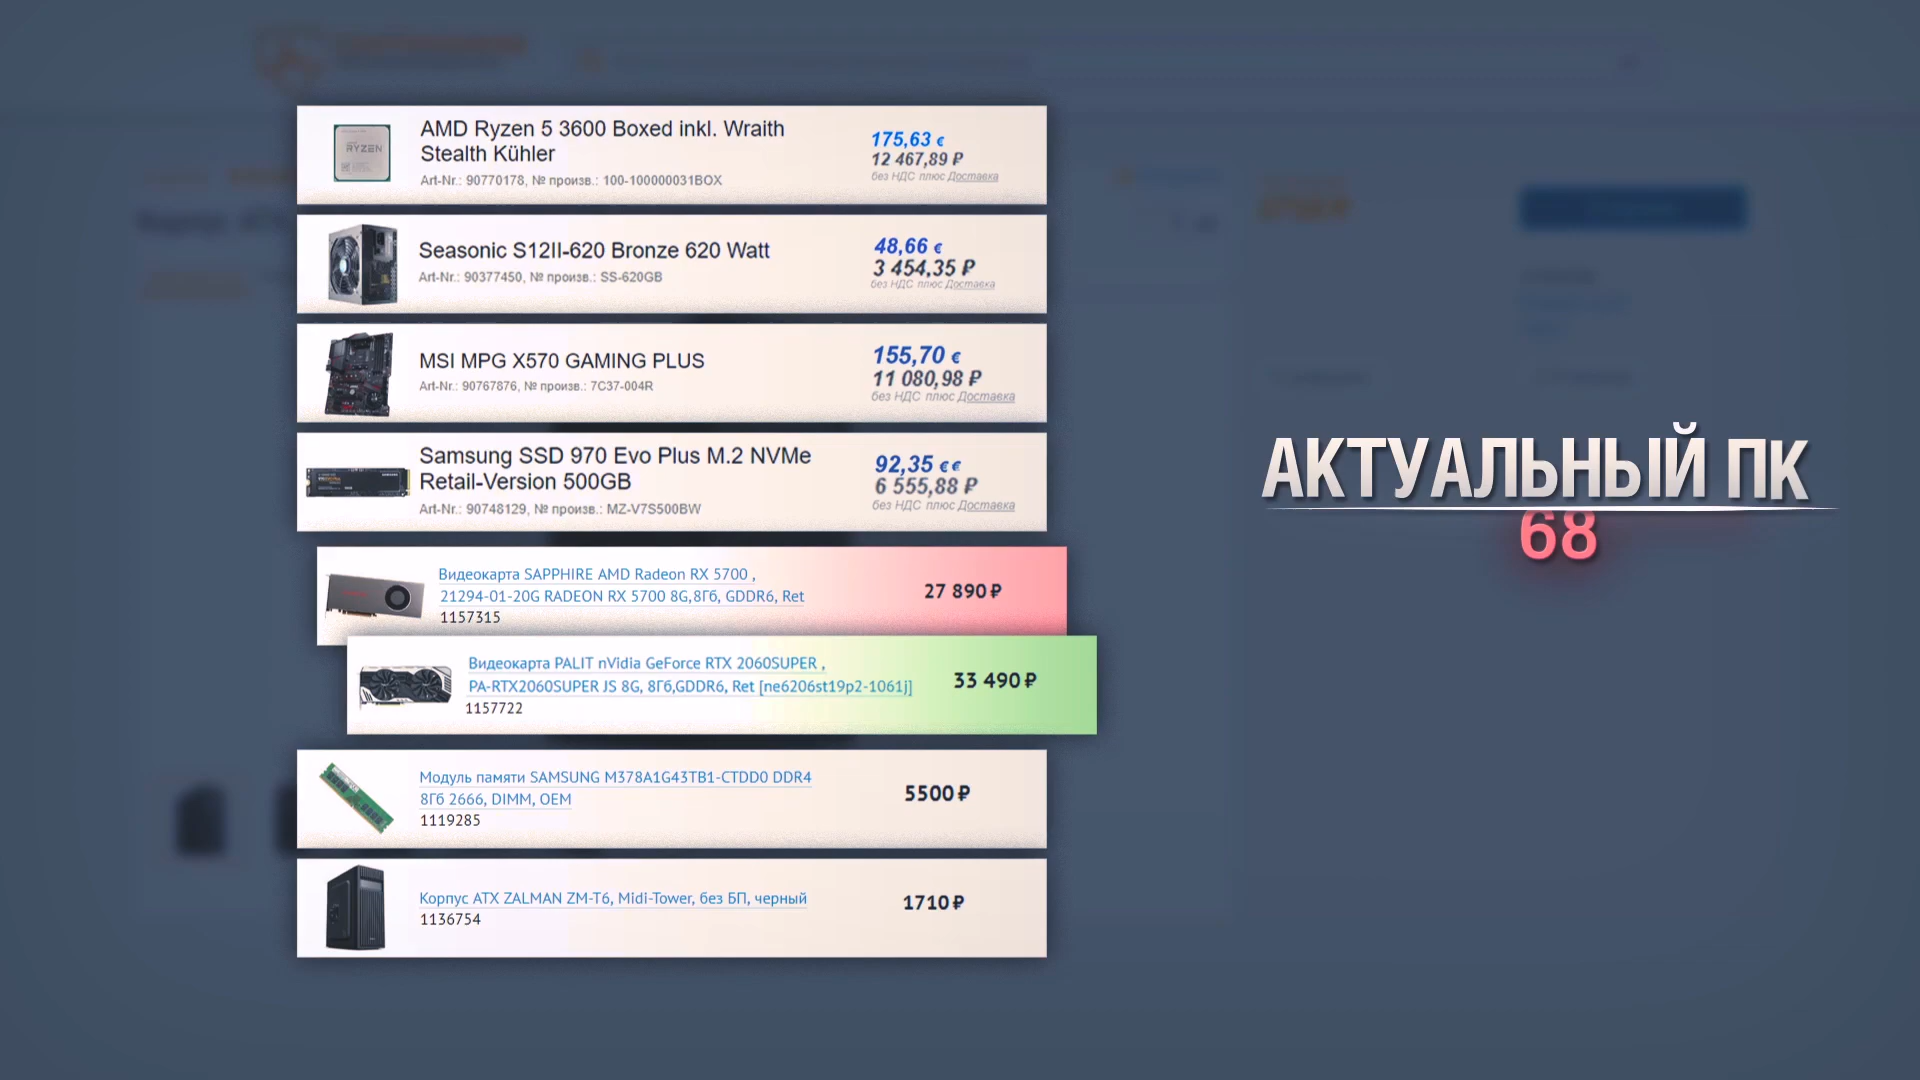 AMD Ryzen 5 3600 Boxed inkl. Wraith
Stealth Kühler
Art-Nr.: 90770178, № произв.: 100-100000031BOX
175,63 €
12 467,89 ₽
без НДС плюс Доставка
RYZEN
Seasonic S12II-620 Bronze 620 Watt
Art-Nr.: 90377450, № произв.: SS-620GB
48,66 €
3 454,35 ₽
без НДС плюс Доставка
MSI MPG X570 GAMING PLUS
Art-Nr.: 90767876, № произв.: 7C37-004R
155,70 €
11 080,98 ₽
без НДС плюс Доставка
Samsung SSD 970 Evo Plus M.2 NVMe
Retail-Version 500GB
Art-Nr.: 90748129, № произв.: MZ-V7S500BW
92,35 € €
6 555,88 ₽
без НДС плюс Доставка
АКТУАЛЬНЫЙ ПК
68
Видеокарта SAPPHIRE AMD Radeon RX 5700 ,
21294-01-20G RADEON RX 5700 8G,8Гб, GDDR6, Ret
1157315
27 890 ₽
Видеокарта PALIT nVidia GeForce RTX 2060SUPER ,
PA-RTX2060SUPER JS 8G, 8Гб,GDDR6, Ret [ne6206st19p2-1061j]
1157722
33 490 ₽
Модуль памяти SAMSUNG M378A1G43TB1-CTDD0 DDR4
8Гб 2666, DIMM, OEM
1119285
5500 ₽
Корпус ATX ZALMAN ZM-T6, Midi-Tower, без БП, черный
1136754
1710 ₽